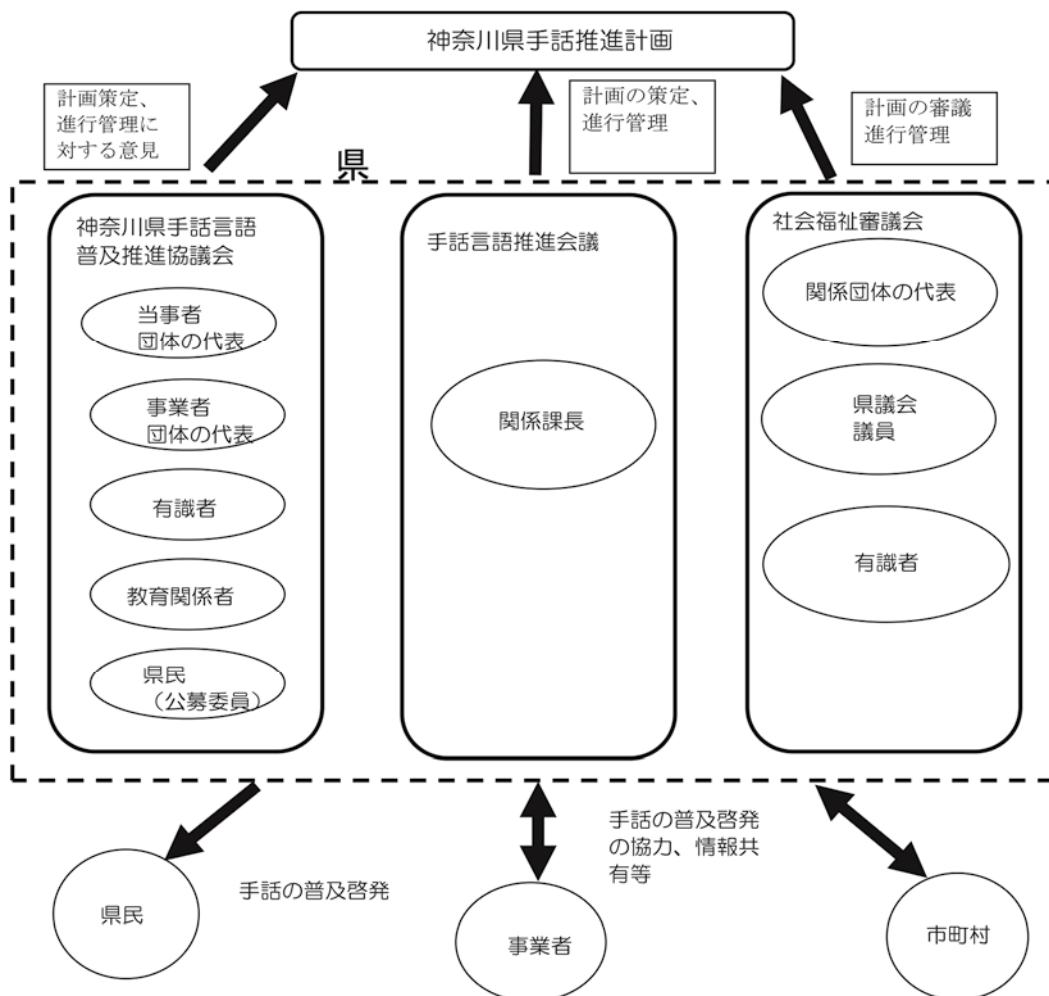 神奈川県手話推進計画
計画策定、
進行管理に
対する意見
計画の策定、
進行管理
計画の審議
進行管理
県
神奈川県手話言語
普及推進協議会
当事者
団体の代表
事業者
団体の代表
有識者
教育関係者
県民
（公募委員）
手話言語推進会議
関係課長
社会福祉審議会
関係団体の代表
県議会
議員
有識者
県民
手話の普及啓発
事業者
手話の普及啓発
の協力、情報共
有等
市町村